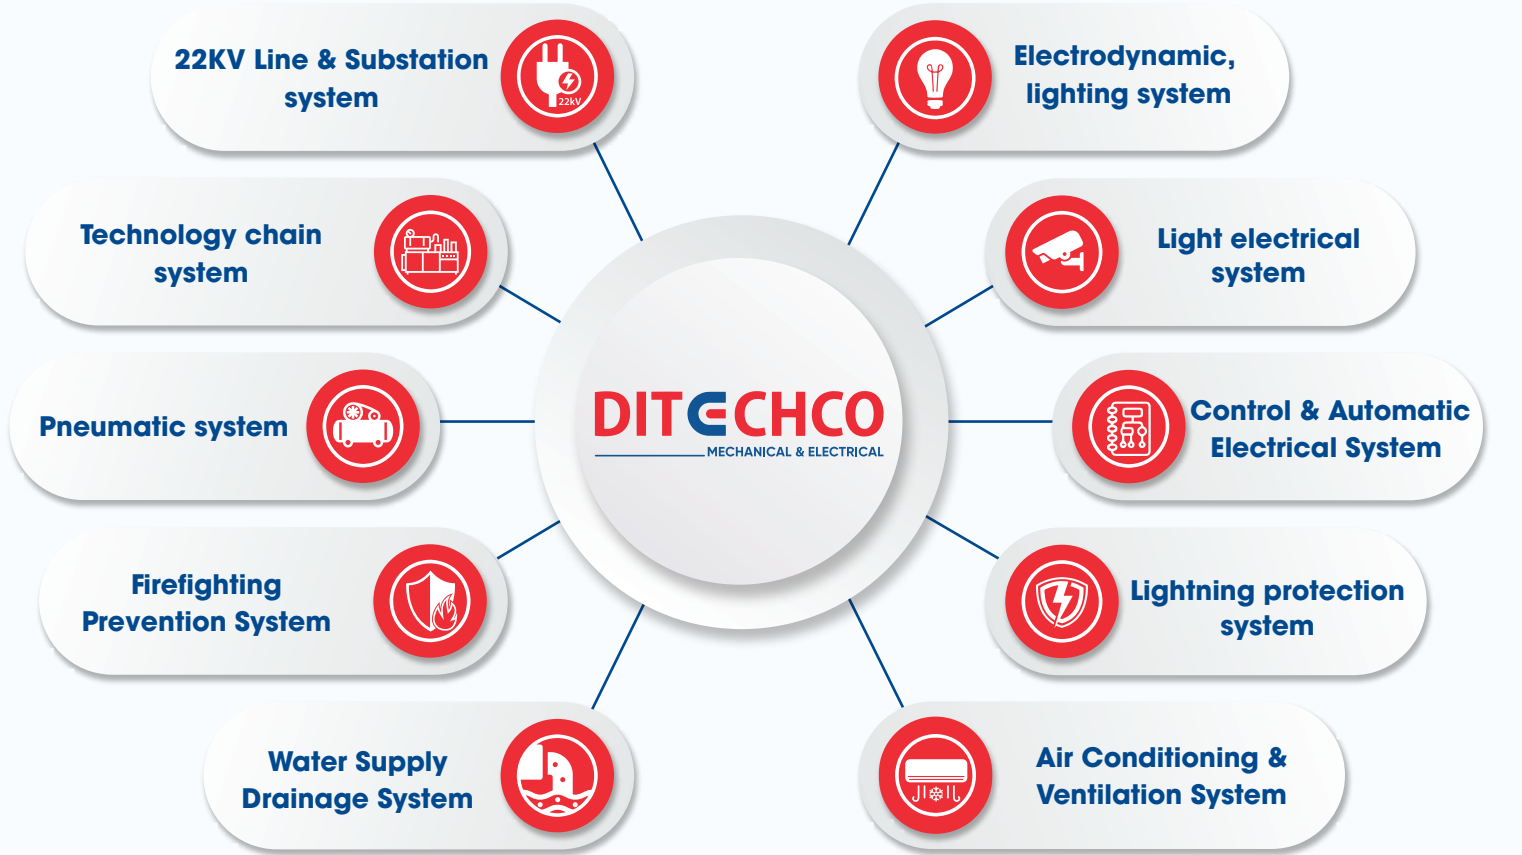 22KV Line & Substation
system
22kV
Electrodynamic,
lighting system
Technology chain
system
Light electrical
system
Pneumatic system
DITECHCO
MECHANICAL & ELECTRICAL
Control & Automatic
Electrical System
Firefighting
Prevention System
Lightning protection
system
Water Supply
Drainage System
Air Conditioning &
Ventilation System